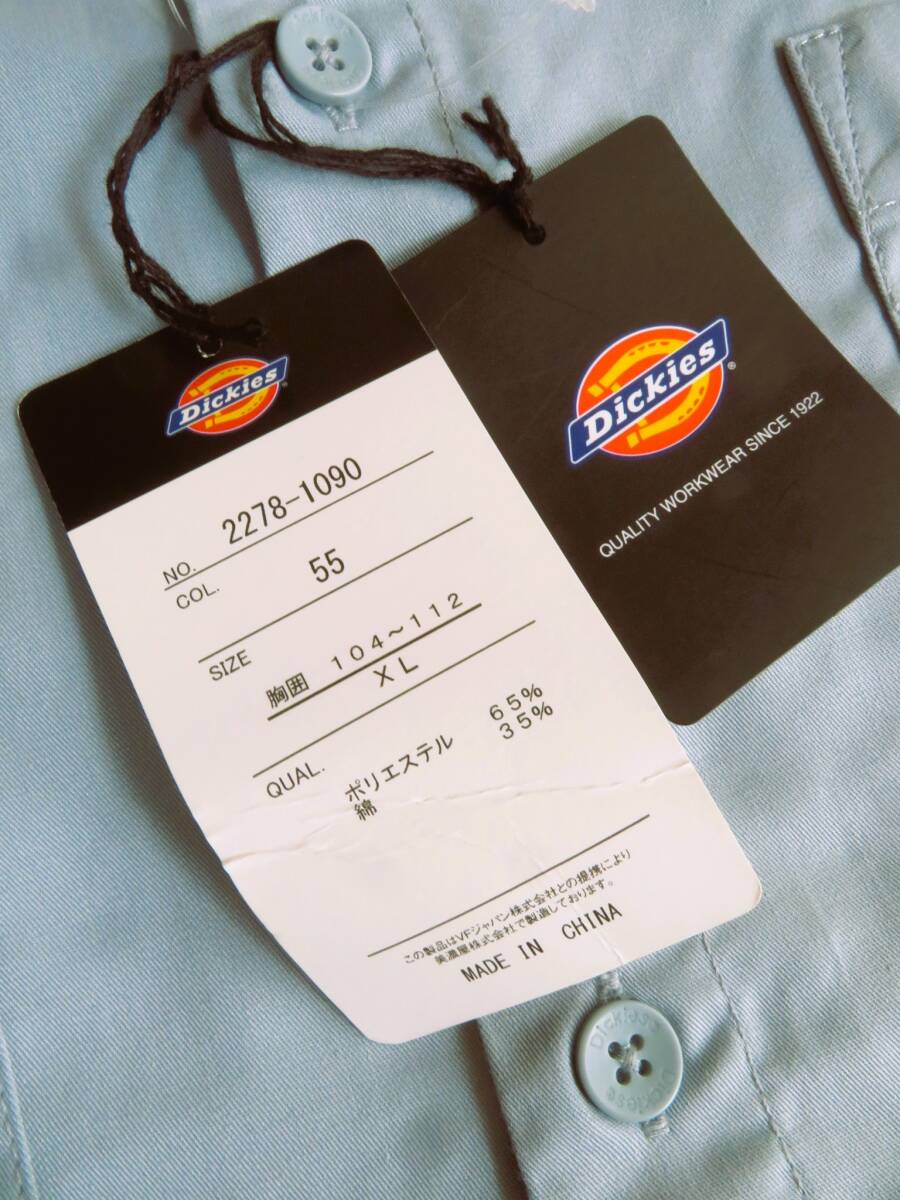 Dickies
Dickies
NO. 2278-1090
COL. 55
SIZE
胸囲 104~112
XL
QUAL.
ポリエステル 65%
綿 35%
この製品はVFジャパン株式会社との提携により
美濃屋株式会社で製造しております。
MADE IN CHINA
Dickies®
QUALITY WORKWEAR SINCE 1922
Dickies
Dickies